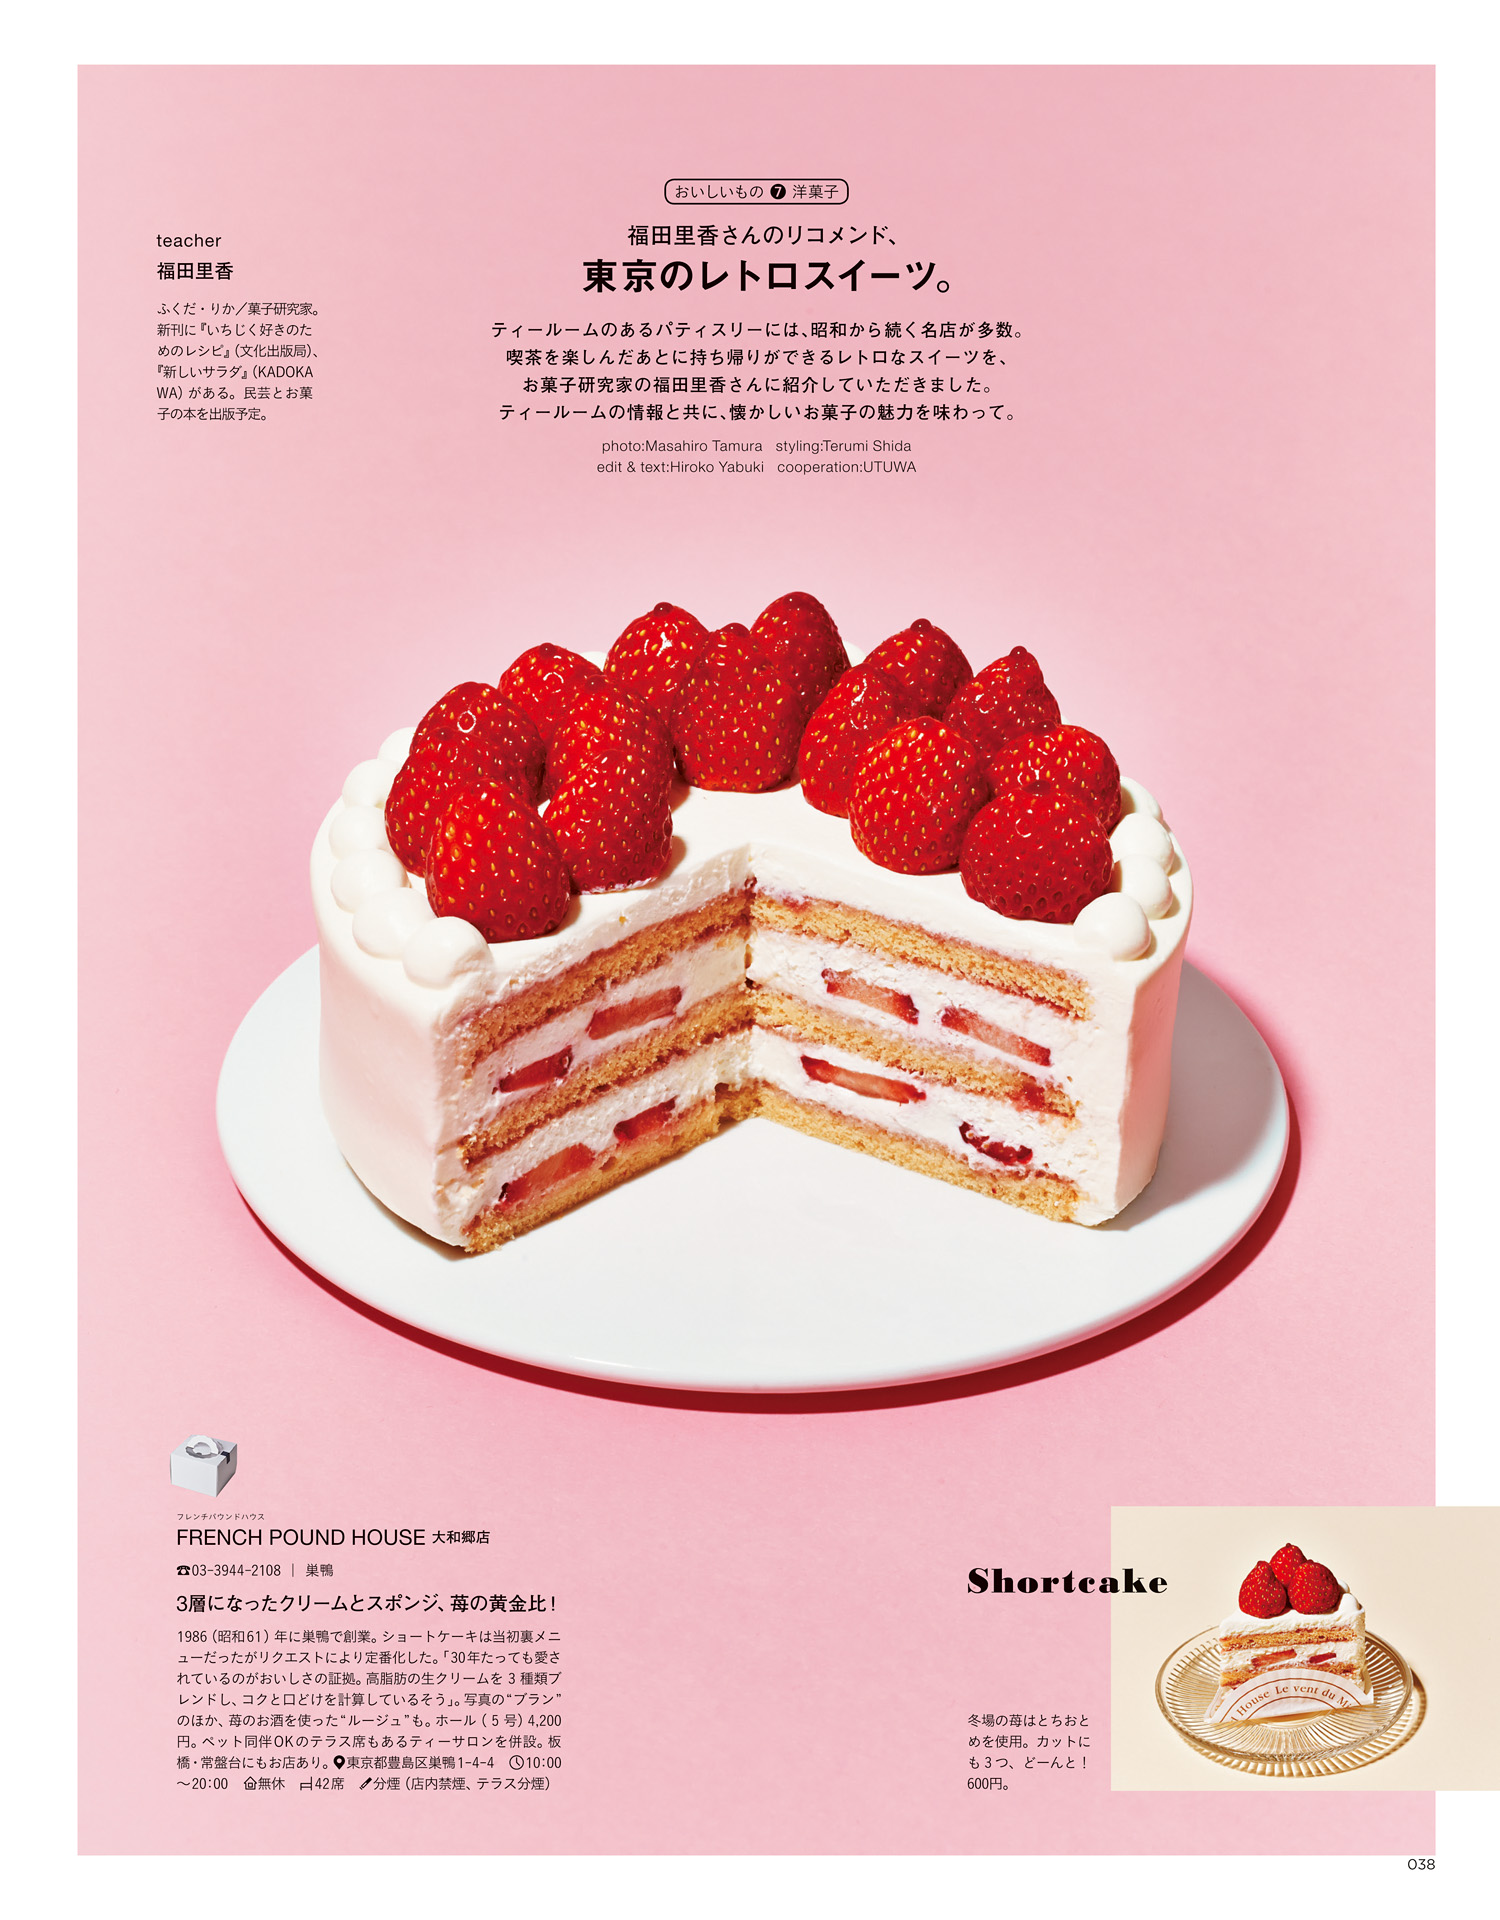 おいしいもの 7 洋菓子
福田里香さんのリコメンド、
東京のレトロスイーツ。
ティールームのあるパティスリーには、昭和から続く名店が多数。
喫茶を楽しんだあとに持ち帰りができるレトロなスイーツを、
お菓子研究家の福田里香さんに紹介していただきました。
ティールームの情報と共に、懐かしいお菓子の魅力を味わって。
photo:Masahiro Tamura styling:Terumi Shida
edit & text:Hiroko Yabuki cooperation:UTUWA
teacher
福田里香
ふくだ・りか／菓子研究家。
新刊に『いちじく好きのた
めのレシピ』（文化出版局）、
『新しいサラダ』（KADOKA
WA）がある。民芸とお菓
子の本を出版予定。
フレンチパウンドハウス
FRENCH POUND HOUSE 大和郷店
☎03-3944-2108 ｜ 巣鴨
3層になったクリームとスポンジ、苺の黄金比！
1986（昭和61）年に巣鴨で創業。ショートケーキは当初裏メニ
ューだったがリクエストにより定番化した。「30年たっても愛さ
れているのがおいしさの証拠。高脂肪の生クリームを3種類ブ
レンドし、コクと口どけを計算しているそう」。写真の“ブラン”
のほか、苺のお酒を使った“ルージュ”も。ホール（5号）4,200
円。ペット同伴OKのテラス席もあるティーサロンを併設。板
橋・常盤台にもお店あり。東京都豊島区巣鴨1-4-4 10:00
～20:00 無休 42席 分煙（店内禁煙、テラス分煙）
Shortcake
冬場の苺はとちおと
めを使用。カットに
も3つ、どーんと！
600円。
House Le vent du M
038